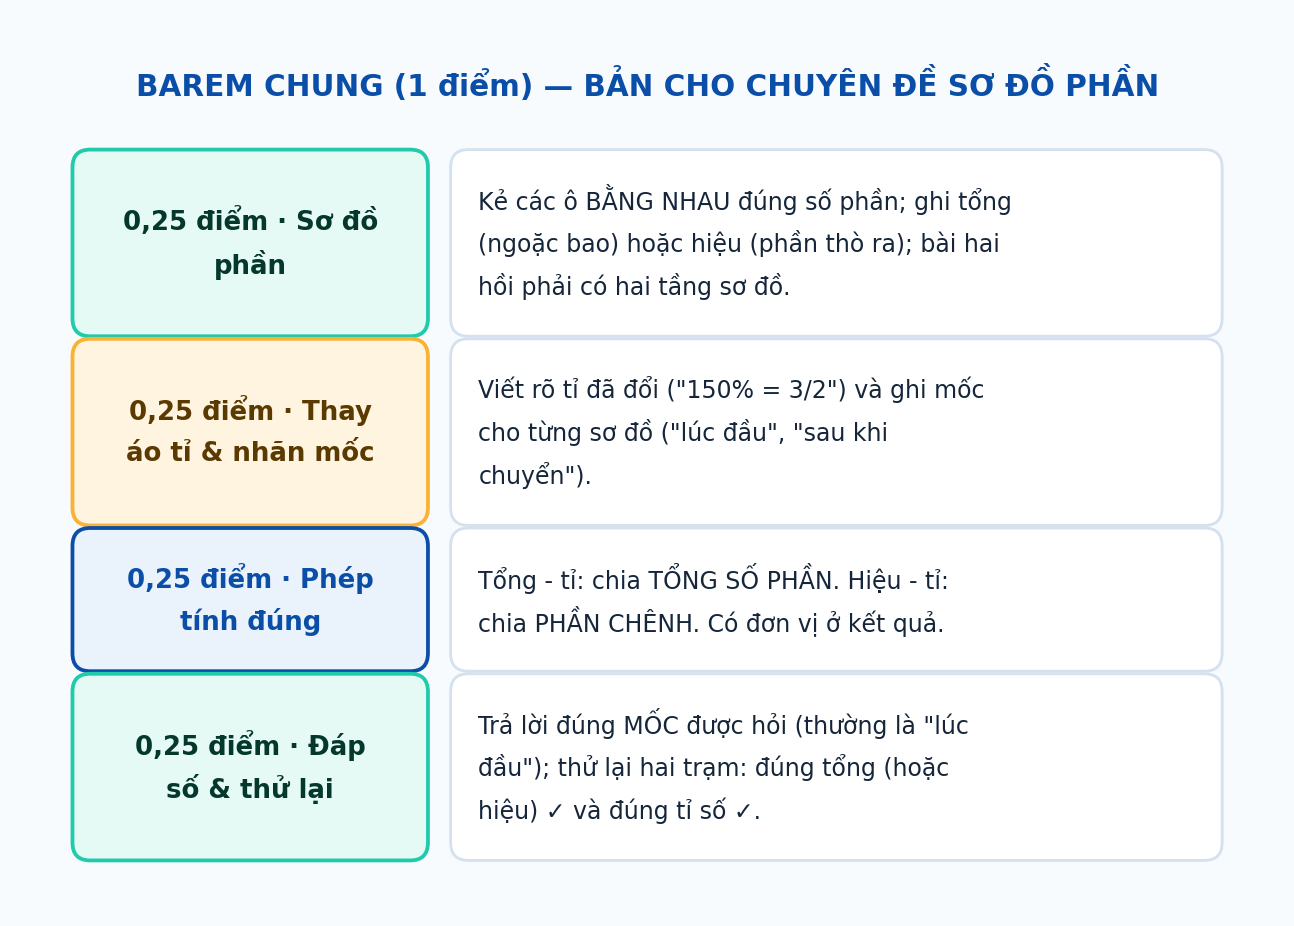 BAREM CHUNG (1 điểm) — BẢN CHO CHUYÊN ĐỀ SƠ ĐỒ PHẦN
0,25 điểm · Sơ đồ
phần
Kẻ các ô BẰNG NHAU đúng số phần; ghi tổng
(ngoặc bao) hoặc hiệu (phần thò ra); bài hai
hồi phải có hai tầng sơ đồ.
0,25 điểm · Thay
áo tỉ & nhãn mốc
Viết rõ tỉ đã đổi ("150% = 3/2") và ghi mốc
cho từng sơ đồ ("lúc đầu", "sau khi
chuyển").
0,25 điểm · Phép
tính đúng
Tổng - tỉ: chia TỔNG SỐ PHẦN. Hiệu - tỉ:
chia PHẦN CHÊNH. Có đơn vị ở kết quả.
0,25 điểm · Đáp
số & thử lại
Trả lời đúng MỐC được hỏi (thường là "lúc
đầu"); thử lại hai trạm: đúng tổng (hoặc
hiệu) ✓ và đúng tỉ số ✓.